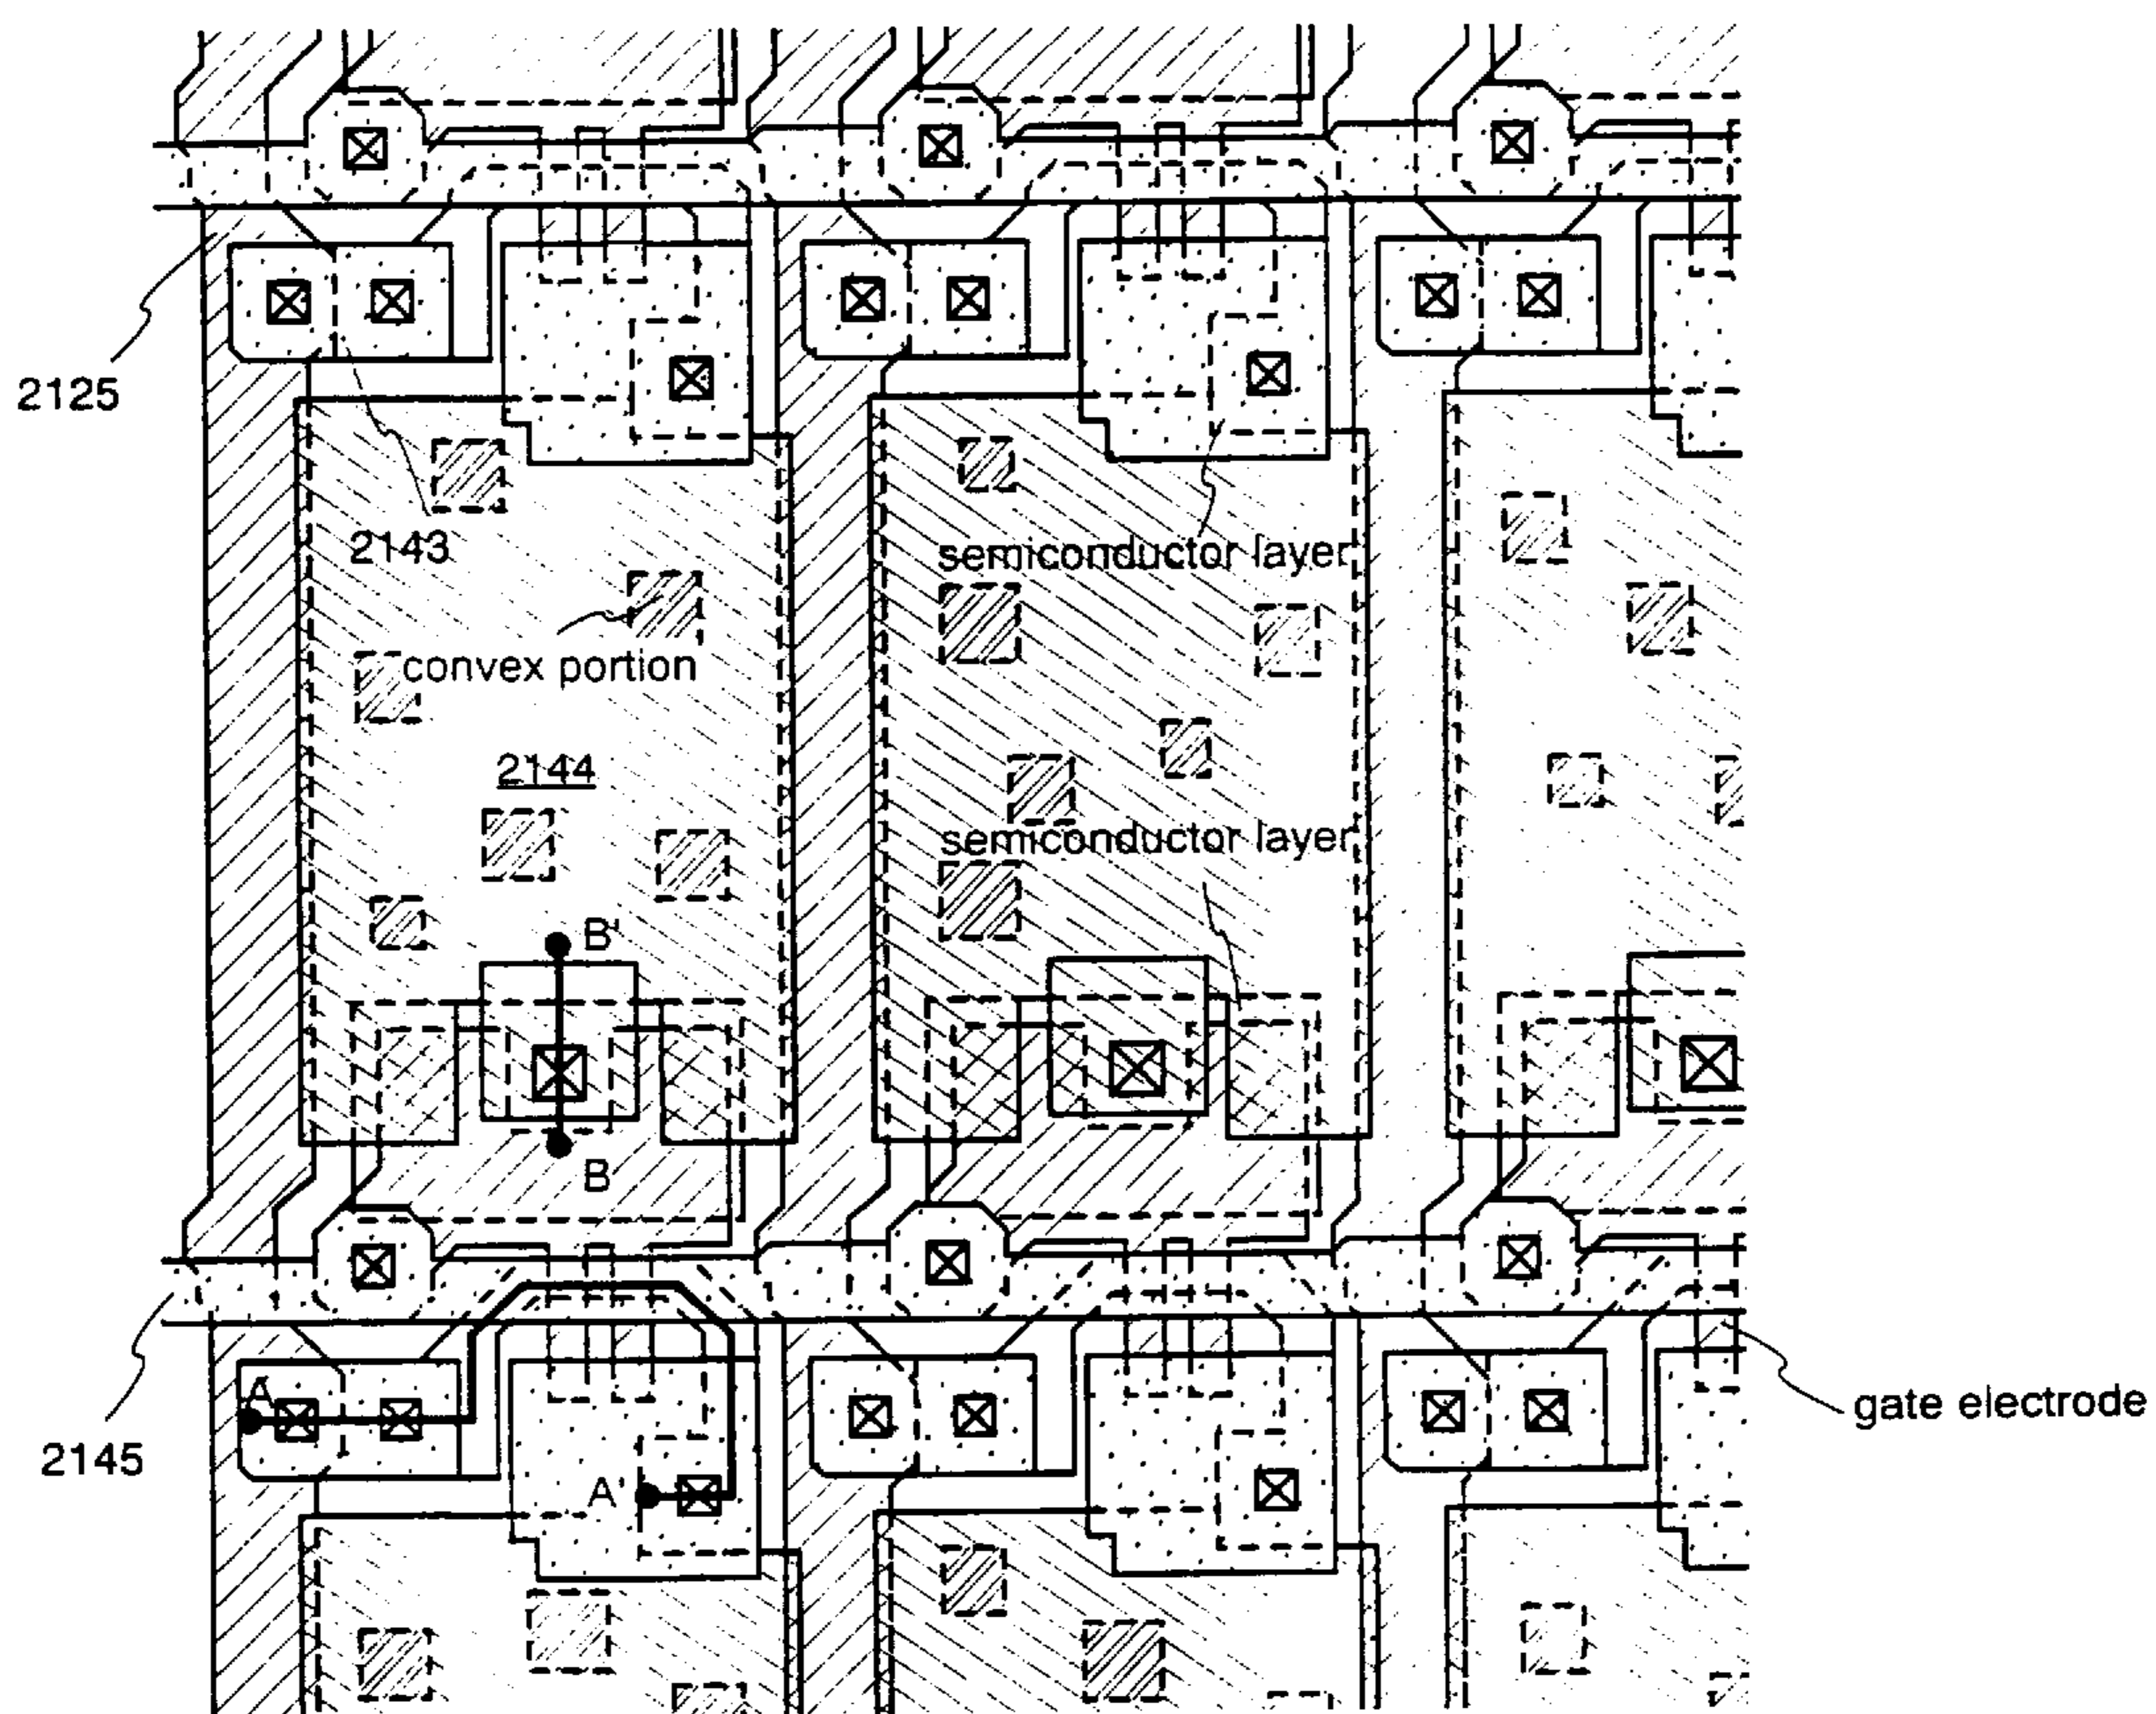 2125
2143
semiconductor layer
convex portion
2144
semiconductor layer
B'
B
A
A'
gate electrode
2145